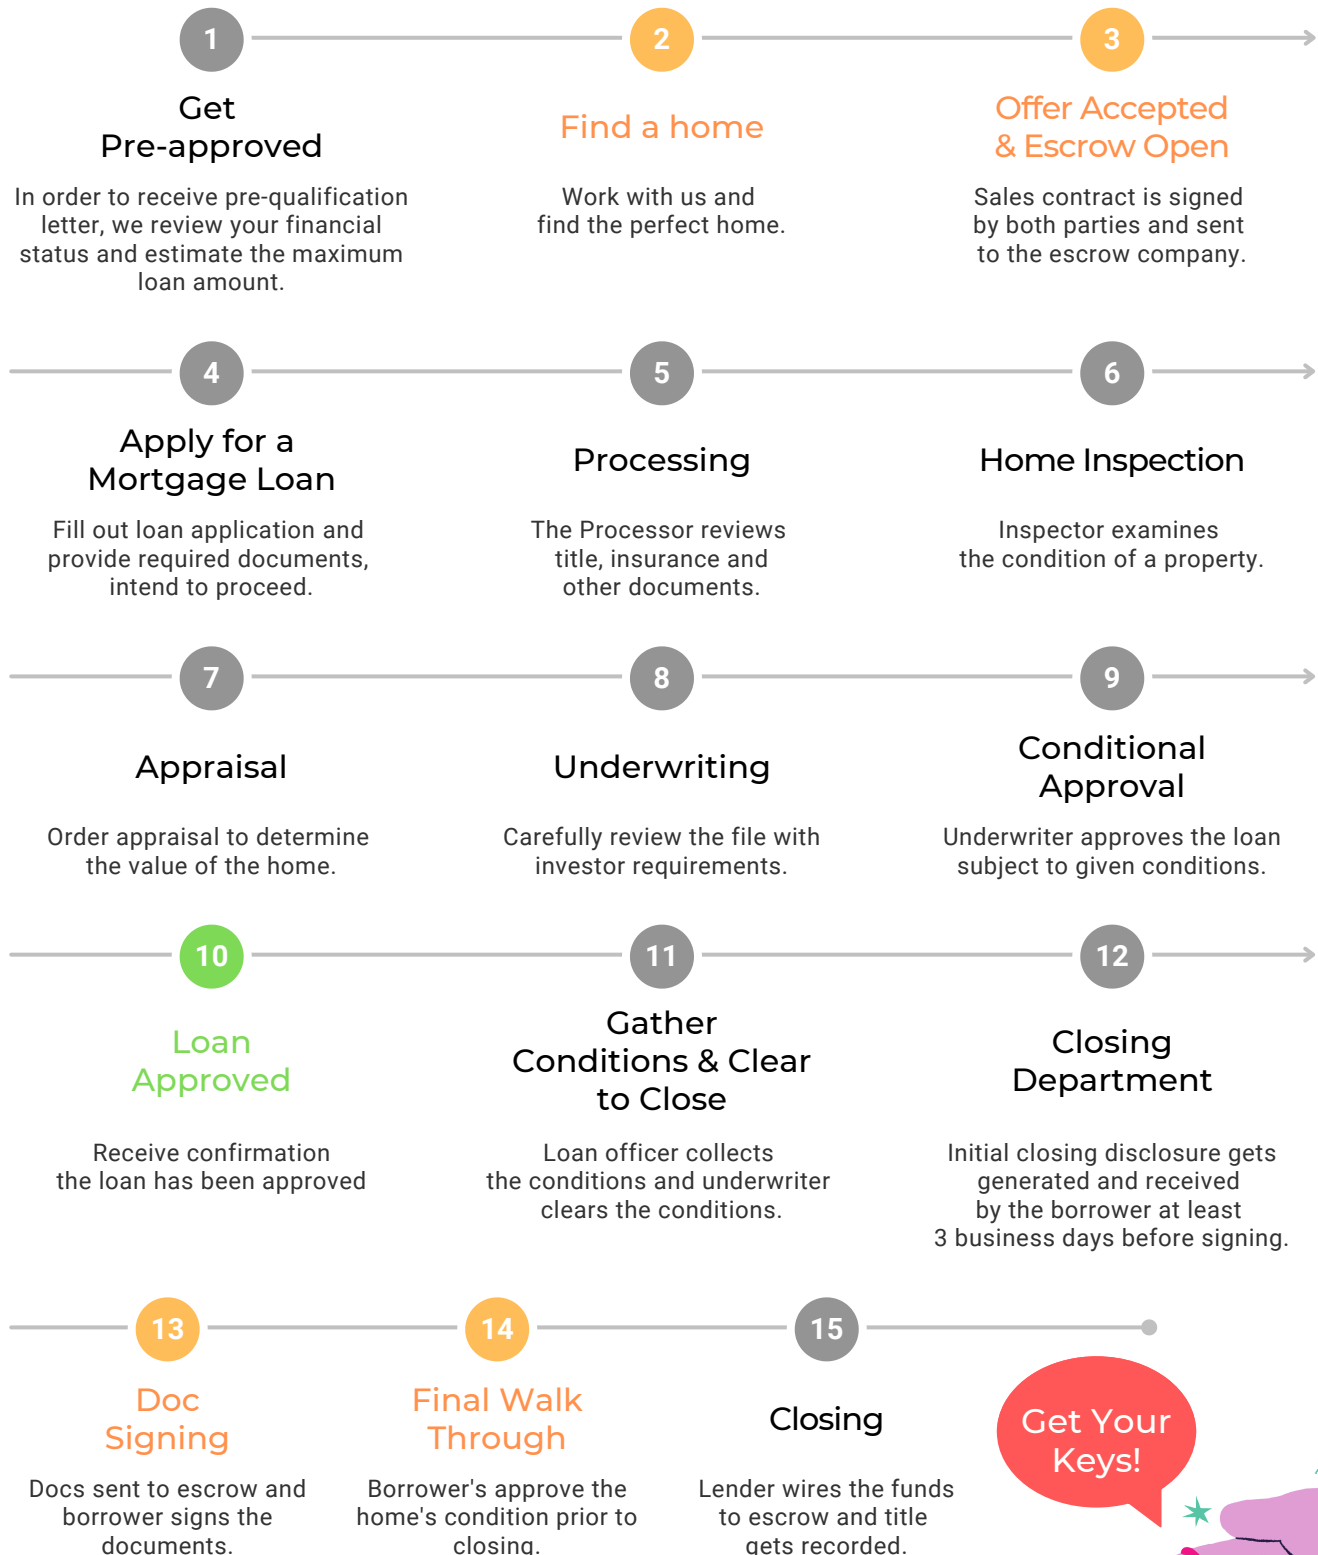 1
Get
Pre-approved
In order to receive pre-qualification
letter, we review your financial
status and estimate the maximum
loan amount.
2
Find a home
Work with us and
find the perfect home.
3
Offer Accepted
& Escrow Open
Sales contract is signed
by both parties and sent
to the escrow company.
4
Apply for a
Mortgage Loan
Fill out loan application and
provide required documents,
intend to proceed.
5
Processing
The Processor reviews
title, insurance and
other documents.
6
Home Inspection
Inspector examines
the condition of a property.
7
Appraisal
Order appraisal to determine
the value of the home.
8
Underwriting
Carefully review the file with
investor requirements.
9
Conditional
Approval
Underwriter approves the loan
subject to given conditions.
10
Loan
Approved
Receive confirmation
the loan has been approved
11
Gather
Conditions & Clear
to Close
Loan officer collects
the conditions and underwriter
clears the conditions.
12
Closing
Department
Initial closing disclosure gets
generated and received
by the borrower at least
3 business days before signing.
13
Doc
Signing
Docs sent to escrow and
borrower signs the
documents.
14
Final Walk
Through
Borrower's approve the
home's condition prior to
closing.
15
Closing
Lender wires the funds
to escrow and title
gets recorded.
Get Your
Keys!